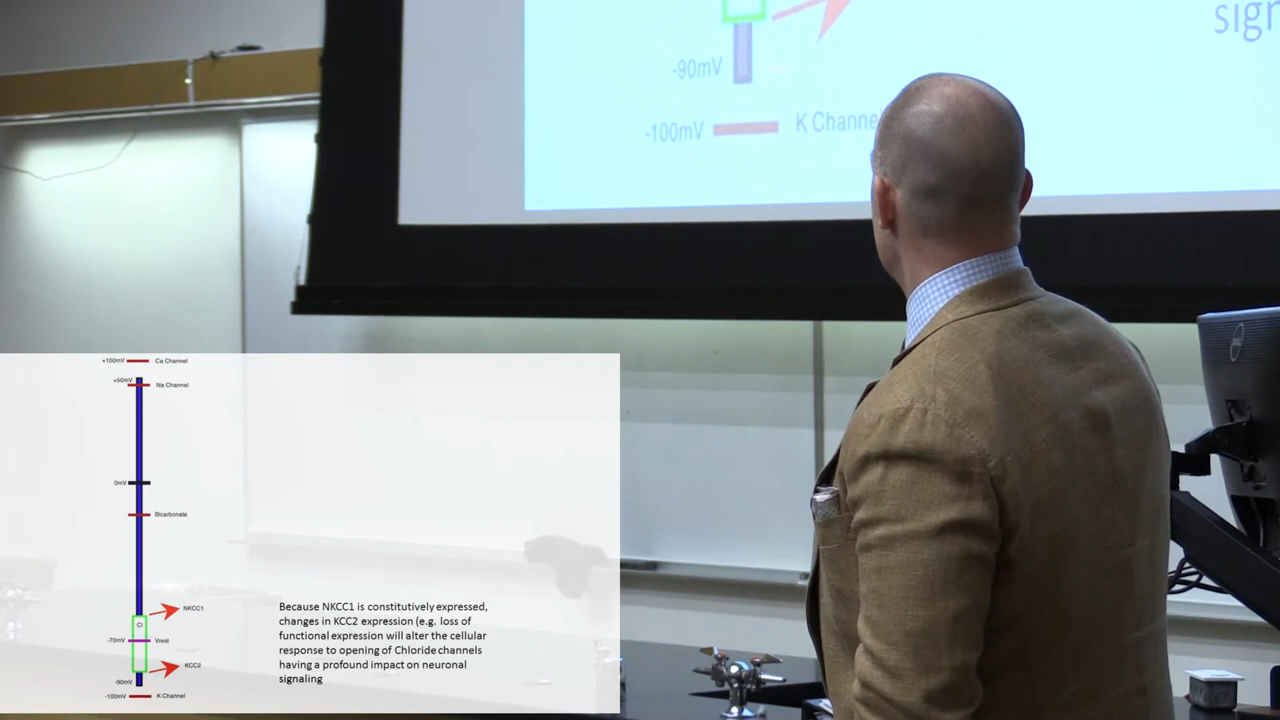 sign
-90mV
-100mV K Channe
DELL
+100mV Ca Channel
+50mV Na Channel
0mV
Bicarbonate
NKCC1
Cl
-70mV Vrest
KCC2
-90mV
-100mV K Channel
Because NKCC1 is constitutively expressed,
changes in KCC2 expression (e.g. loss of
functional expression will alter the cellular
response to opening of Chloride channels
having a profound impact on neuronal
signaling